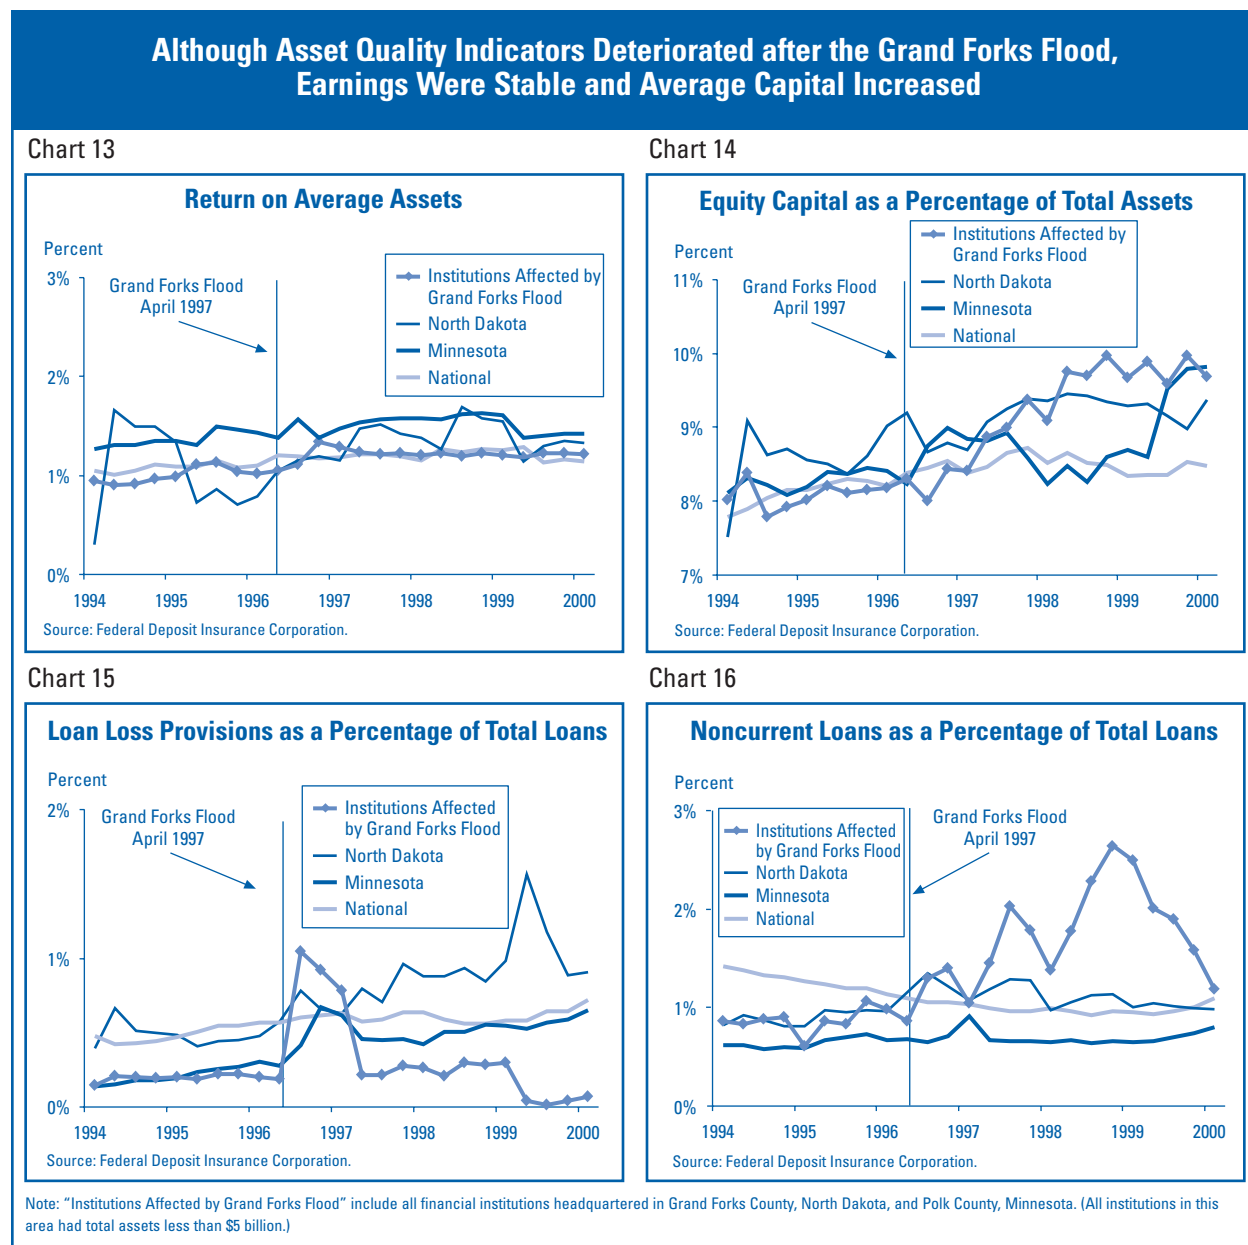 Although Asset Quality Indicators Deteriorated after the Grand Forks Flood,
Earnings Were Stable and Average Capital Increased
Chart 13
Return on Average Assets
Percent
3%
2%
1%
0%
Grand Forks Flood
April 1997
Institutions Affected by
Grand Forks Flood
North Dakota
Minnesota
National
1994 1995 1996 1997 1998 1999 2000
Source: Federal Deposit Insurance Corporation.
Chart 14
Equity Capital as a Percentage of Total Assets
Percent
11%
10%
9%
8%
7%
Grand Forks Flood
April 1997
Institutions Affected by
Grand Forks Flood
North Dakota
Minnesota
National
1994 1995 1996 1997 1998 1999 2000
Source: Federal Deposit Insurance Corporation.
Chart 15
Loan Loss Provisions as a Percentage of Total Loans
Percent
2%
1%
0%
Grand Forks Flood
April 1997
Institutions Affected
by Grand Forks Flood
North Dakota
Minnesota
National
1994 1995 1996 1997 1998 1999 2000
Source: Federal Deposit Insurance Corporation.
Chart 16
Noncurrent Loans as a Percentage of Total Loans
Percent
3%
2%
1%
0%
Institutions Affected
by Grand Forks Flood
North Dakota
Minnesota
National
Grand Forks Flood
April 1997
1994 1995 1996 1997 1998 1999 2000
Source: Federal Deposit Insurance Corporation.
Note: “Institutions Affected by Grand Forks Flood” include all financial institutions headquartered in Grand Forks County, North Dakota, and Polk County, Minnesota. (All institutions in this
area had total assets less than $5 billion.)